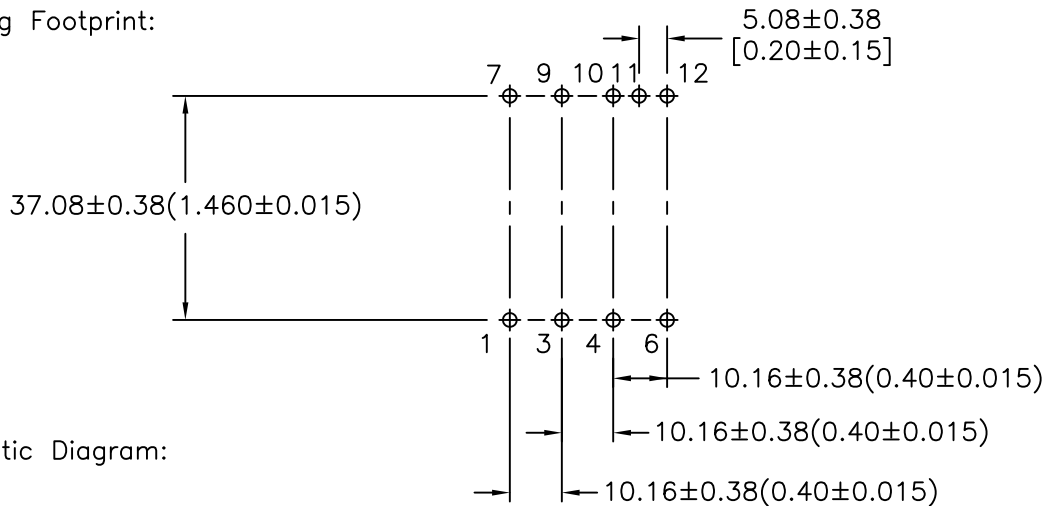 g Footprint:
5.08±0.38
[0.20±0.15]
7 9 10 11 12
37.08±0.38(1.460±0.015)
1 3 4 6
10.16±0.38(0.40±0.015)
10.16±0.38(0.40±0.015)
tic Diagram:
10.16±0.38(0.40±0.015)